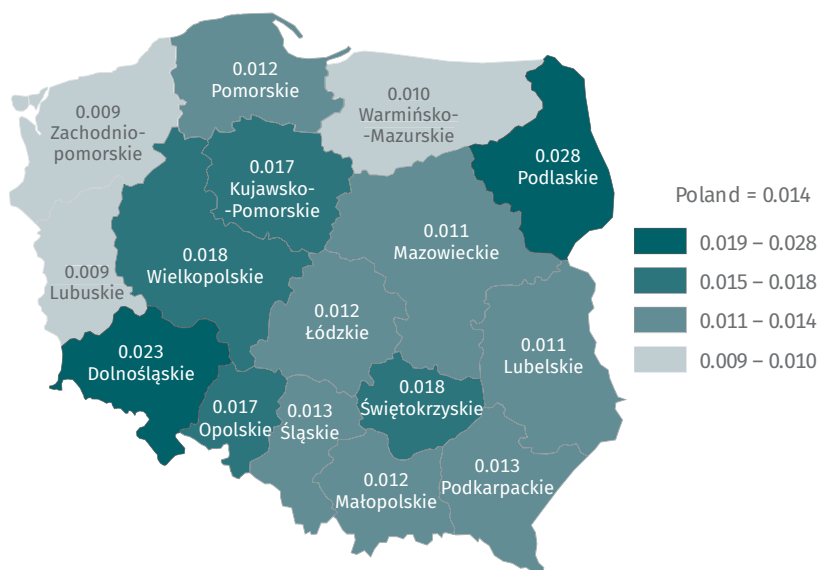 0.012
Pomorskie
0.009
Zachodnio-
pomorskie
0.010
Warmińsko-
-Mazurskie
0.028
Podlaskie
0.017
Kujawsko-
-Pomorskie
0.011
Mazowieckie
0.018
Wielkopolskie
0.009
Lubuskie
0.012
Łódzkie
0.011
Lubelskie
0.023
Dolnośląskie
0.017
Opolskie
0.013
Śląskie
0.018
Świętokrzyskie
0.012
Małopolskie
0.013
Podkarpackie
Poland = 0.014
0.019 – 0.028
0.015 – 0.018
0.011 – 0.014
0.009 – 0.010